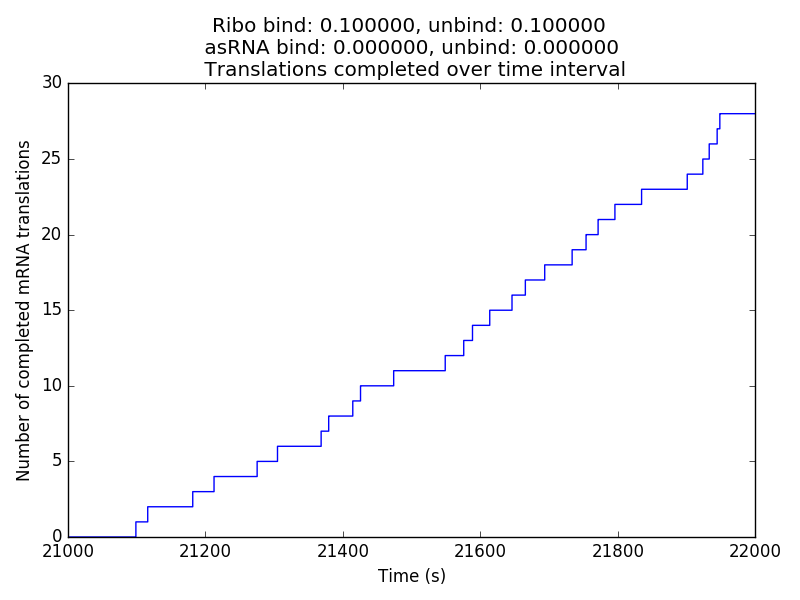 Ribo bind: 0.100000, unbind: 0.100000
asRNA bind: 0.000000, unbind: 0.000000
Translations completed over time interval
30
25
20
15
10
5
0
Number of completed mRNA translations
21000 21200 21400 21600 21800 22000
Time (s)